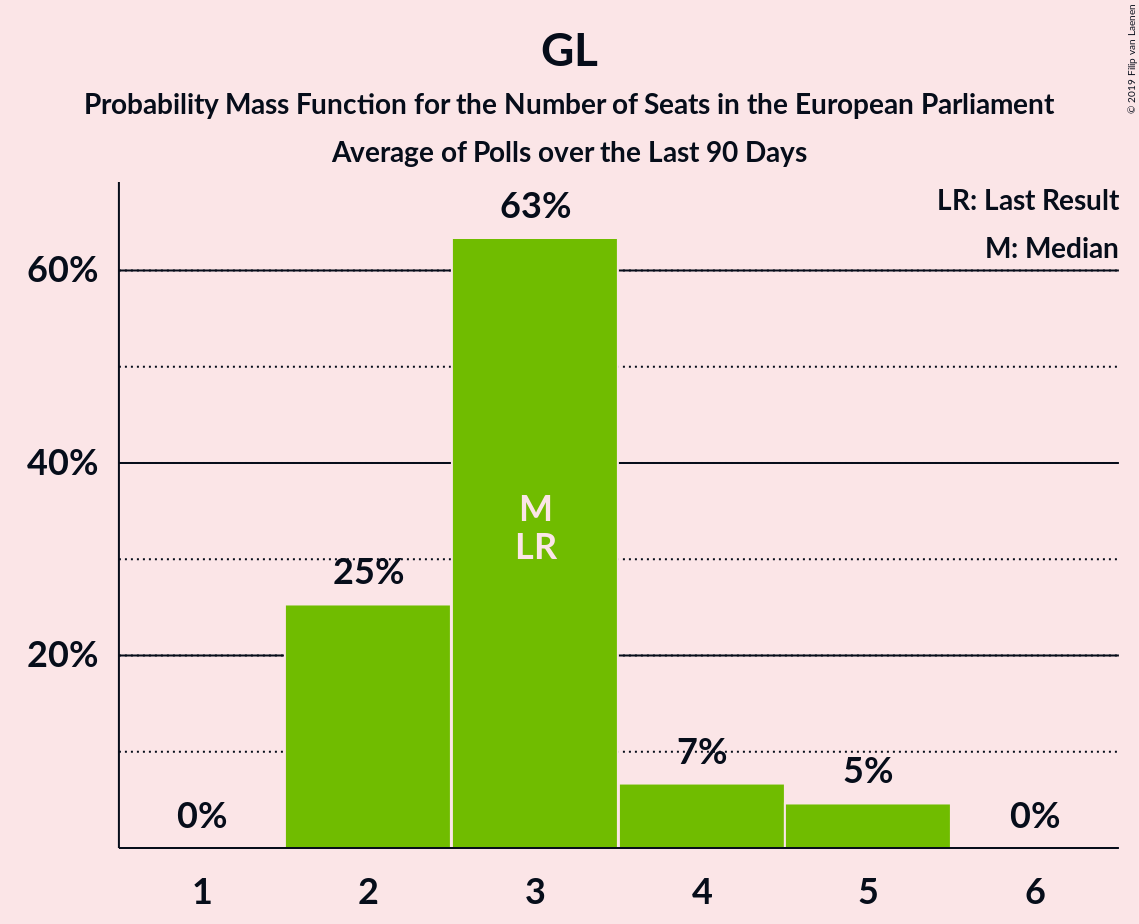 GL
Probability Mass Function for the Number of Seats in the European Parliament
Average of Polls over the Last 90 Days
© 2019 Filip van Laenen
LR: Last Result
M: Median
63%
60%
40%
M
LR
25%
20%
7%
5%
0%
0%
1 2 3 4 5 6